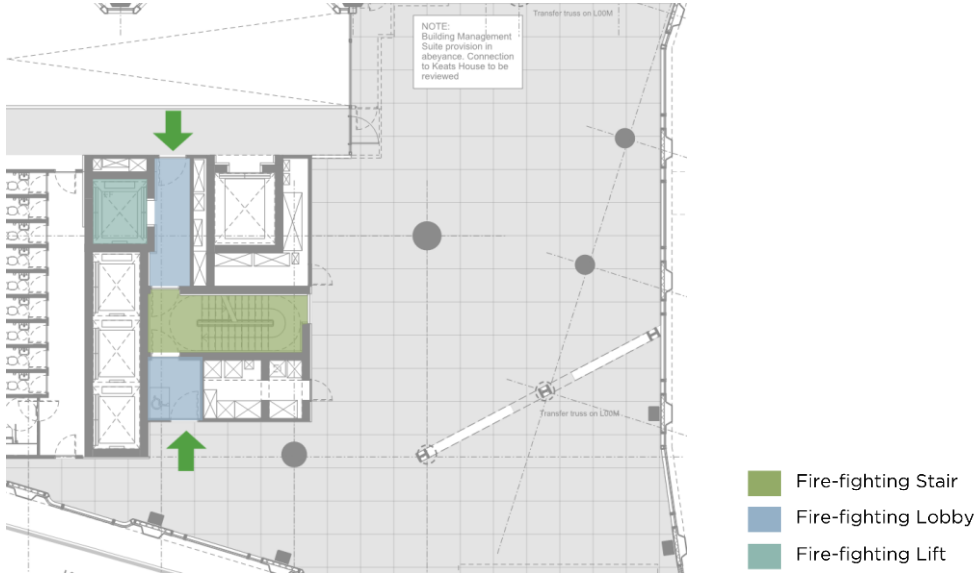 Transfer truss on L00M
NOTE:
Building Management
Suite provision in
abeyance. Connection
to Keats House to be
reviewed
Transfer truss on L00M
Fire-fighting Stair
Fire-fighting Lobby
Fire-fighting Lift